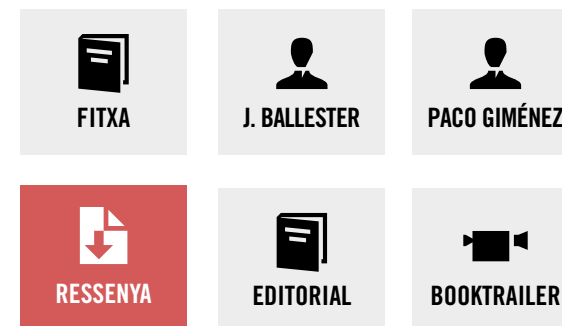 FITXA
J. BALLESTER
PACO GIMÉNEZ
RESSENYA
EDITORIAL
BOOKTRAILER